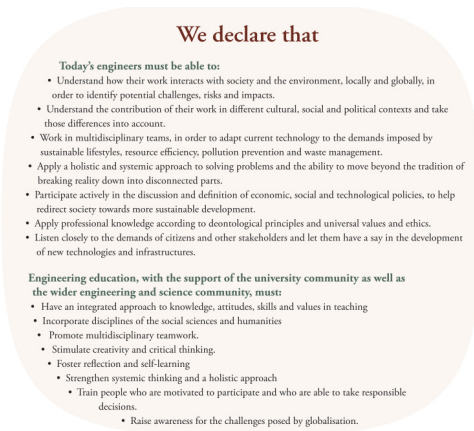 We declare that
Today's engineers must be able to:
• Understand how their work interacts with society and the environment, locally and globally, in
order to identify potential challenges, risks and impacts.
• Understand the contribution of their work in different cultural, social and political contexts and take
those differences into account.
• Work in multidisciplinary teams, in order to adapt current technology to the demands imposed by
sustainable lifestyles, resource efficiency, pollution prevention and waste management.
• Apply a holistic and systemic approach to solving problems and the ability to move beyond the tradition of
breaking reality down into disconnected parts.
• Participate actively in the discussion and definition of economic, social and technological policies, to help
redirect society towards more sustainable development.
• Apply professional knowledge according to deontological principles and universal values and ethics.
• Listen closely to the demands of citizens and other stakeholders and let them have a say in the development
of new technologies and infrastructures.
Engineering education, with the support of the university community as well as
the wider engineering and science community, must:
• Have an integrated approach to knowledge, attitudes, skills and values in teaching
• Incorporate disciplines of the social sciences and humanities
• Promote multidisciplinary teamwork.
• Stimulate creativity and critical thinking.
• Foster reflection and self-learning
• Strengthen systemic thinking and a holistic approach
• Train people who are motivated to participate and who are able to take responsible
decisions.
• Raise awareness for the challenges posed by globalisation.